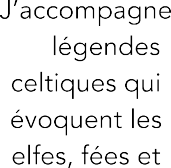 J'accompagne
légendes
celtiques qui
évoquent les
elfes, fées et